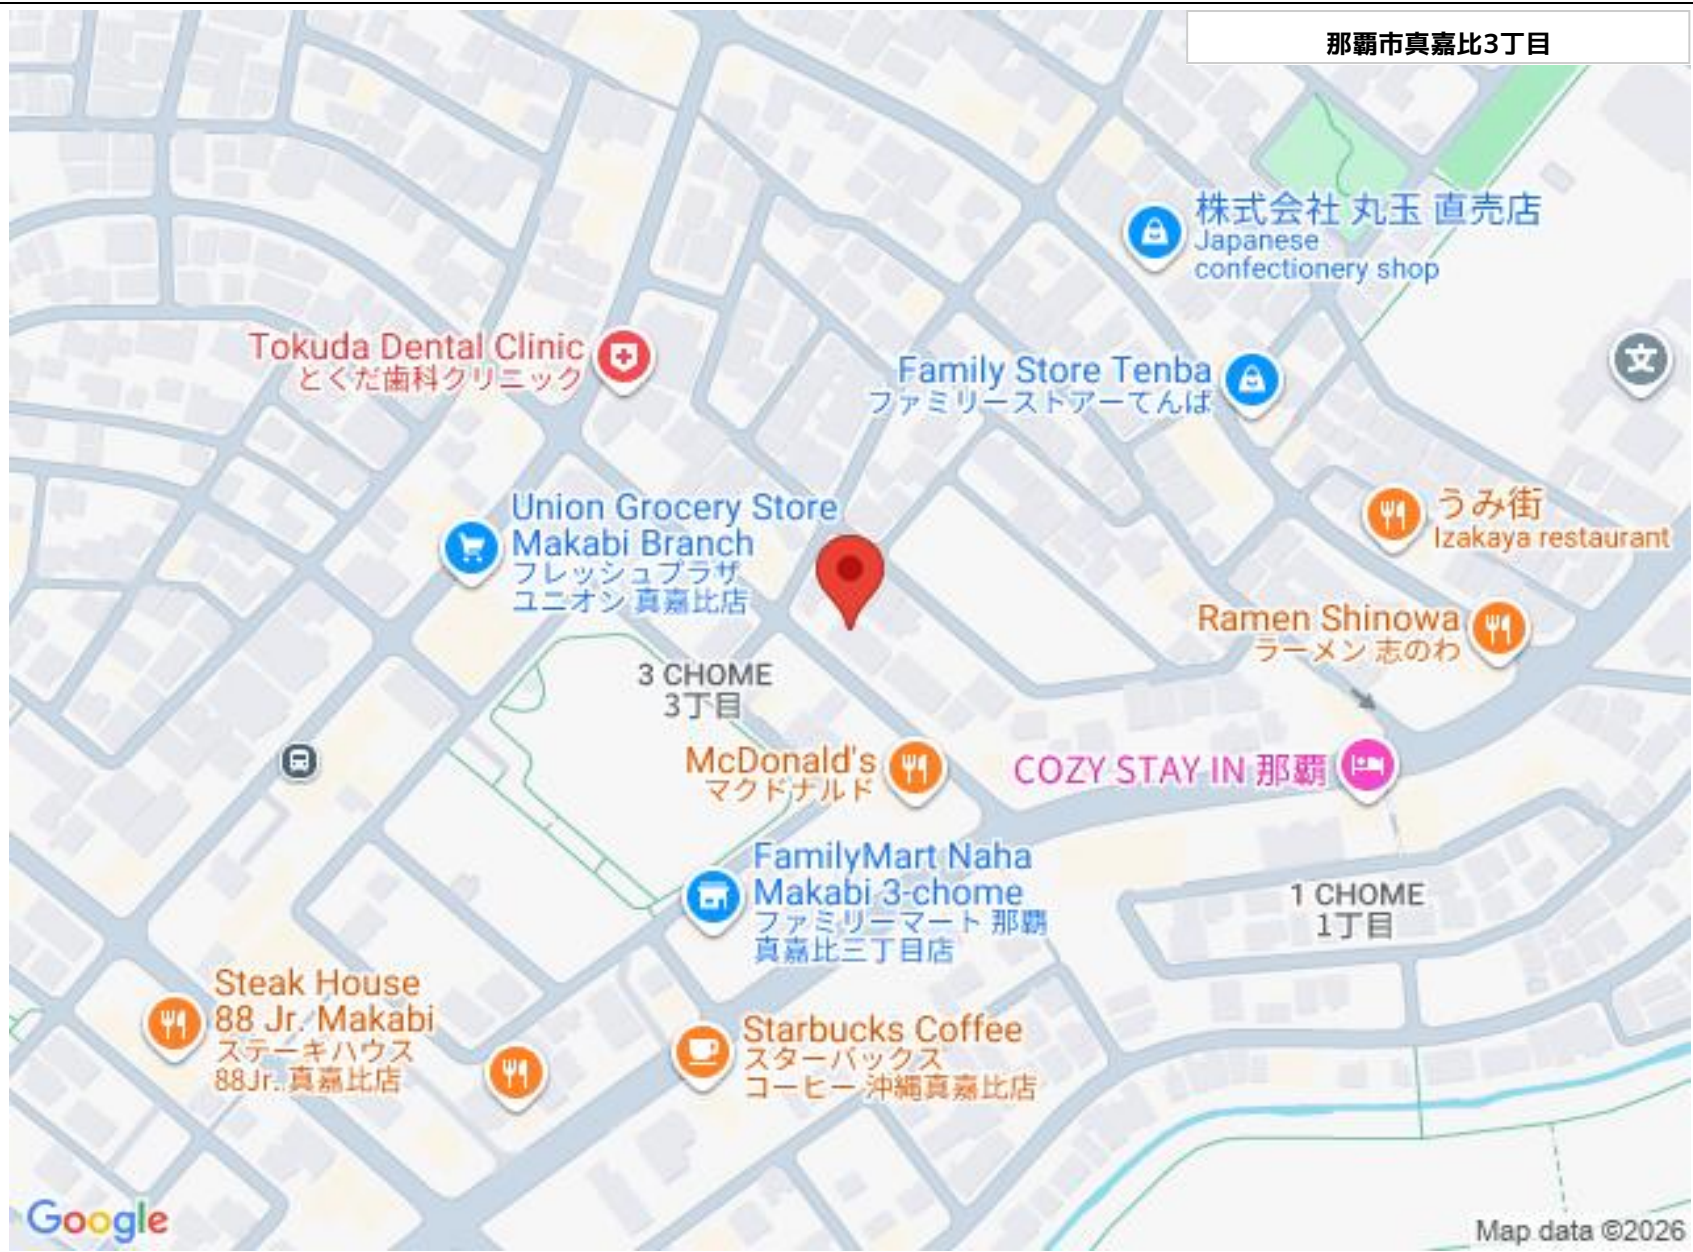 那覇市真嘉比3丁目
株式会社 丸玉 直売店
Japanese
confectionery shop
Tokuda Dental Clinic
とくだ歯科クリニック
Family Store Tenba
ファミリーストアーてんば
Union Grocery Store
Makabi Branch
フレッシュプラザ
ユニオン 真嘉比店
うみ街
Izakaya restaurant
Ramen Shinowa
ラーメン 志のわ
3 CHOME
3丁目
McDonald's
マクドナルド
COZY STAY IN 那覇
FamilyMart Naha
Makabi 3-chome
ファミリーマート 那覇
真嘉比三丁目店
1 CHOME
1丁目
Steak House
88 Jr. Makabi
ステーキハウス
88Jr. 真嘉比店
Starbucks Coffee
スターバックス
コーヒー 沖縄真嘉比店
文
Google
Map data ©2026